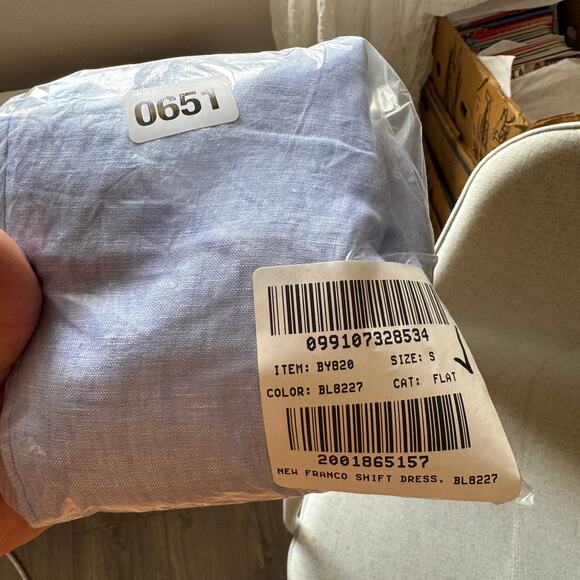 0651
099107328534
ITEM: BY820 SIZE: S
COLOR: BL8227 CAT: FLAT
2001865157
NEW FRANCO SHIFT DRESS. BL8227